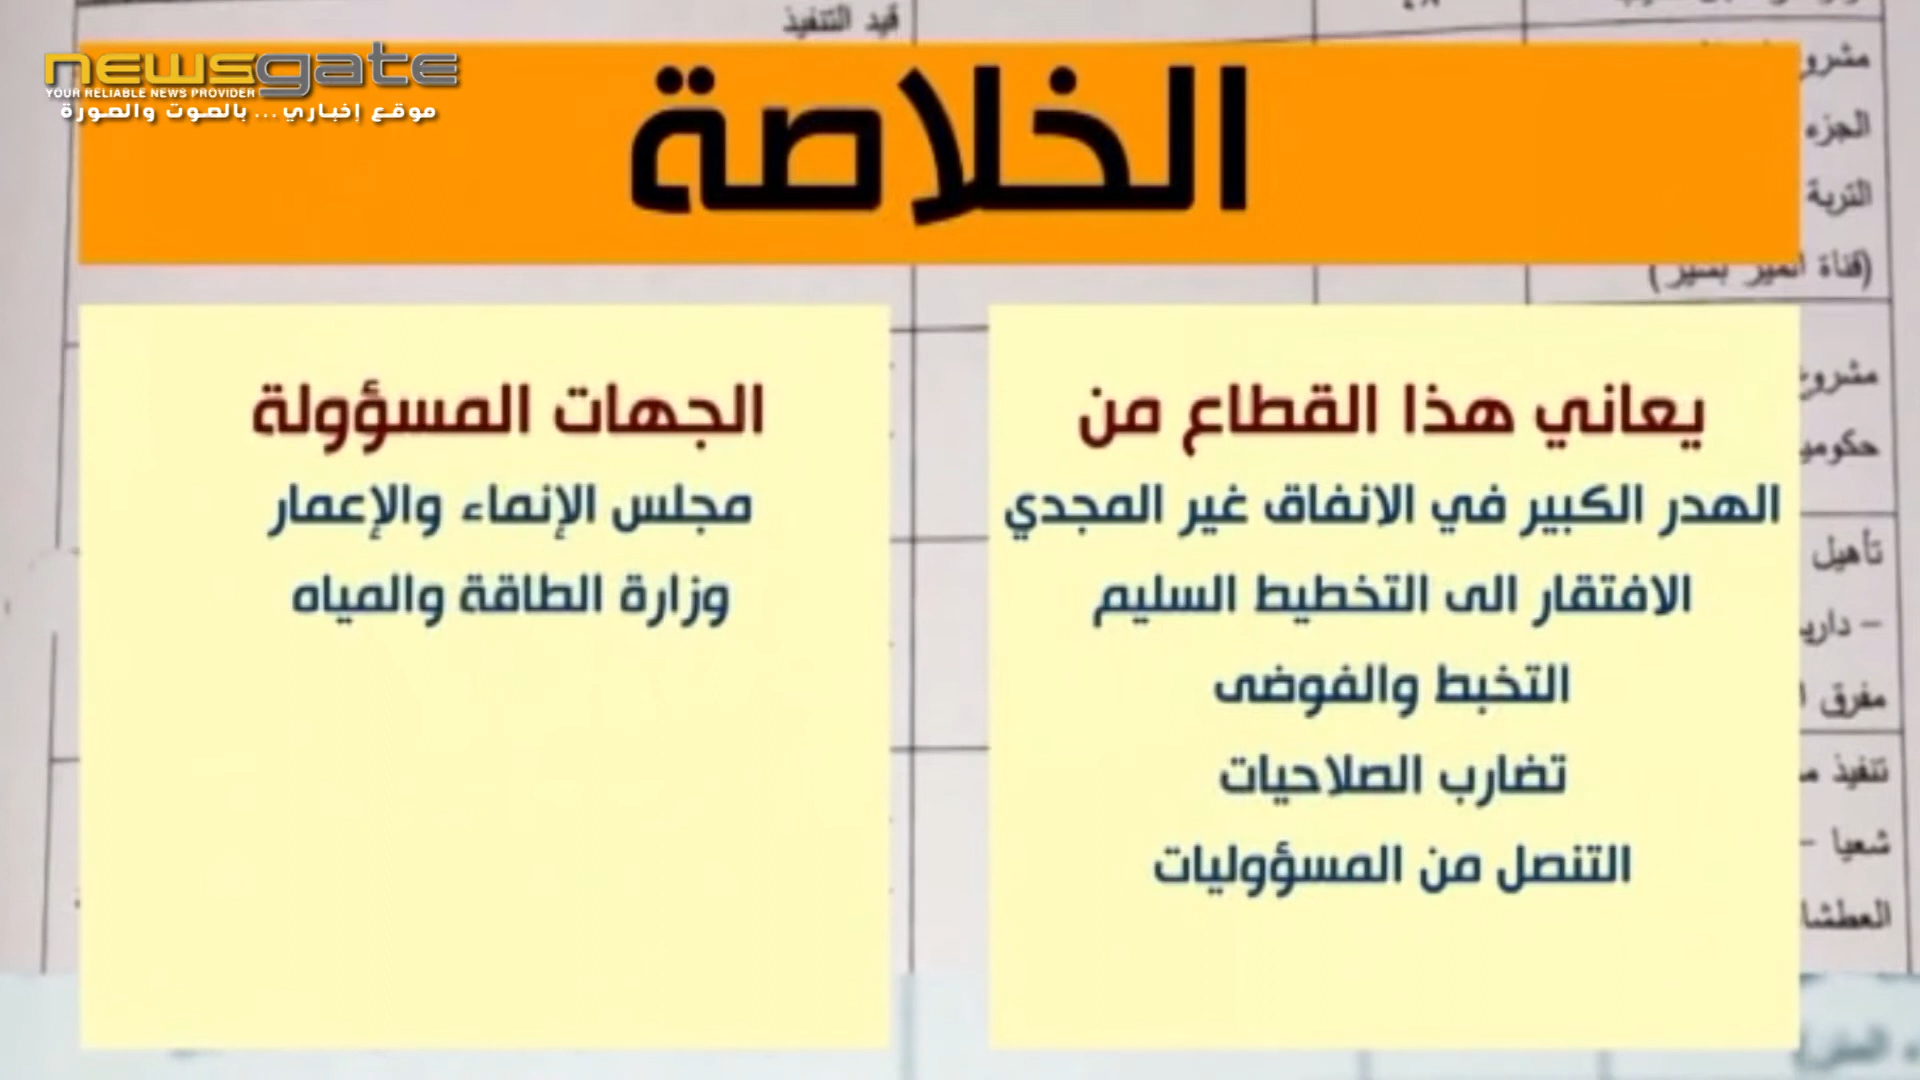 قيد التنفيذ
newsgate
YOUR RELIABLE NEWS PROVIDER
موقع إخباري ... بالصوت والصورة
الخلاصة
يعاني هذا القطاع من
الهدر الكبير في الانفاق غير المجدي
الافتقار الى التخطيط السليم
التخبط والفوضى
تضارب الصلاحيات
التنصل من المسؤوليات
الجهات المسؤولة
مجلس الإنماء والإعمار
وزارة الطاقة والمياه
مشروع
الجزء
التربة
مشروع
تأهيل
مفرق
تنفيذ
شعيا –